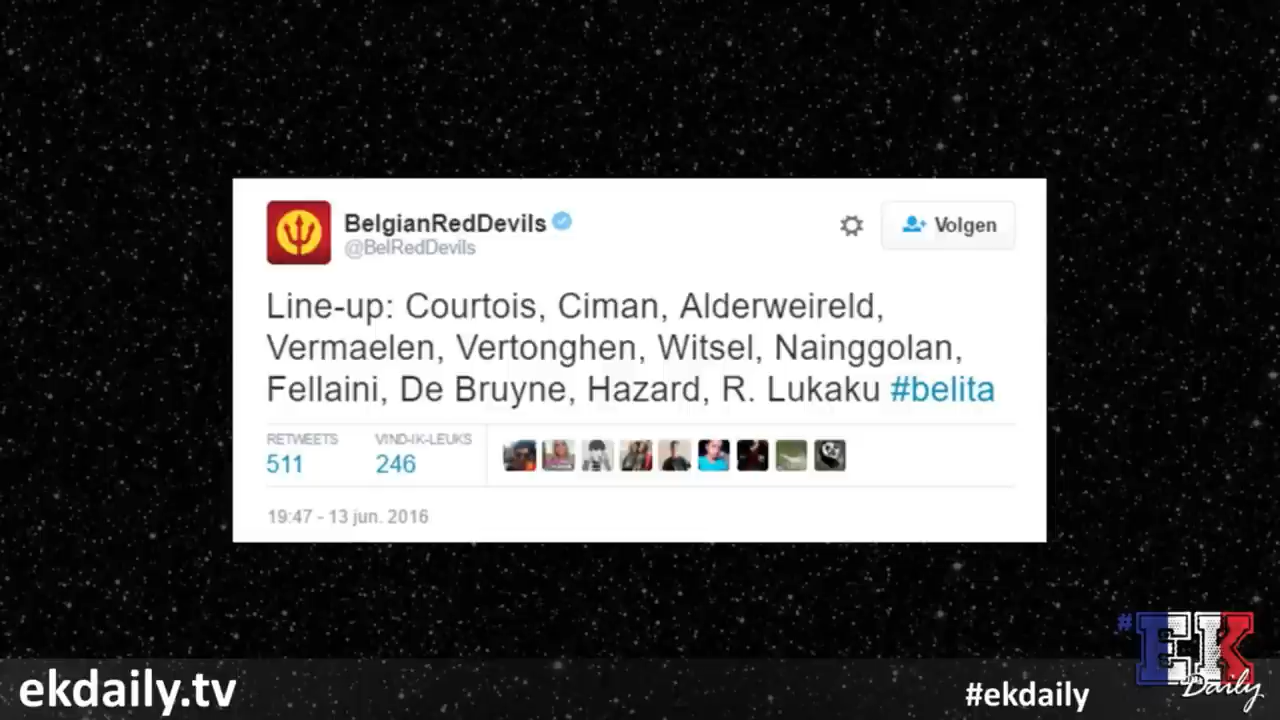 BelgianRedDevils
@BelRedDevils
Volgen
Line-up: Courtois, Ciman, Alderweireld,
Vermaelen, Vertonghen, Witsel, Nainggolan,
Fellaini, De Bruyne, Hazard, R. Lukaku #belita
RETWEETS VIND-IK-LEUKS
511 246
19:47 - 13 jun. 2016
#EK
Daily
ekdaily.tv
#ekdaily